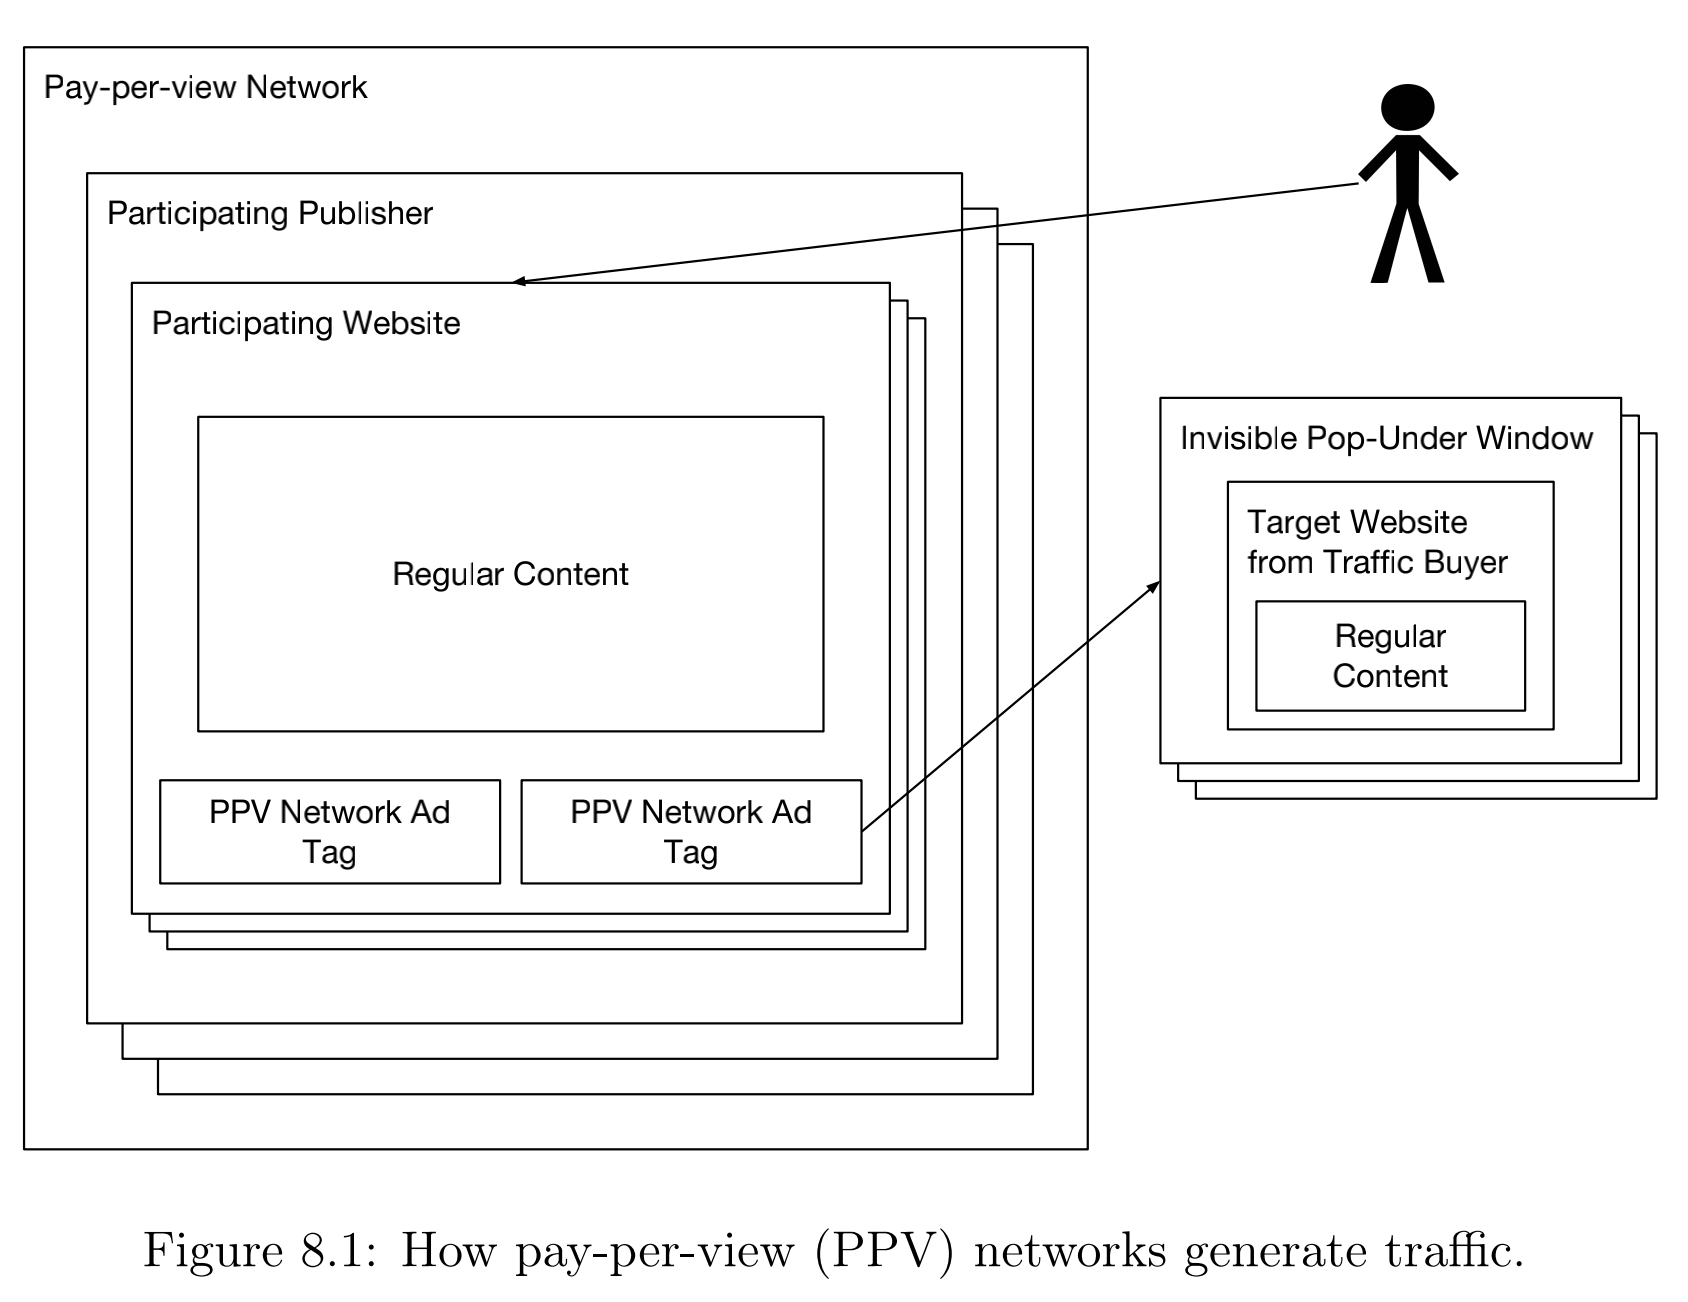 Pay-per-view Network
Participating Publisher
Participating Website
Regular Content
PPV Network Ad
Tag
PPV Network Ad
Tag
Invisible Pop-Under Window
Target Website
from Traffic Buyer
Regular
Content
Figure 8.1: How pay-per-view (PPV) networks generate traffic.